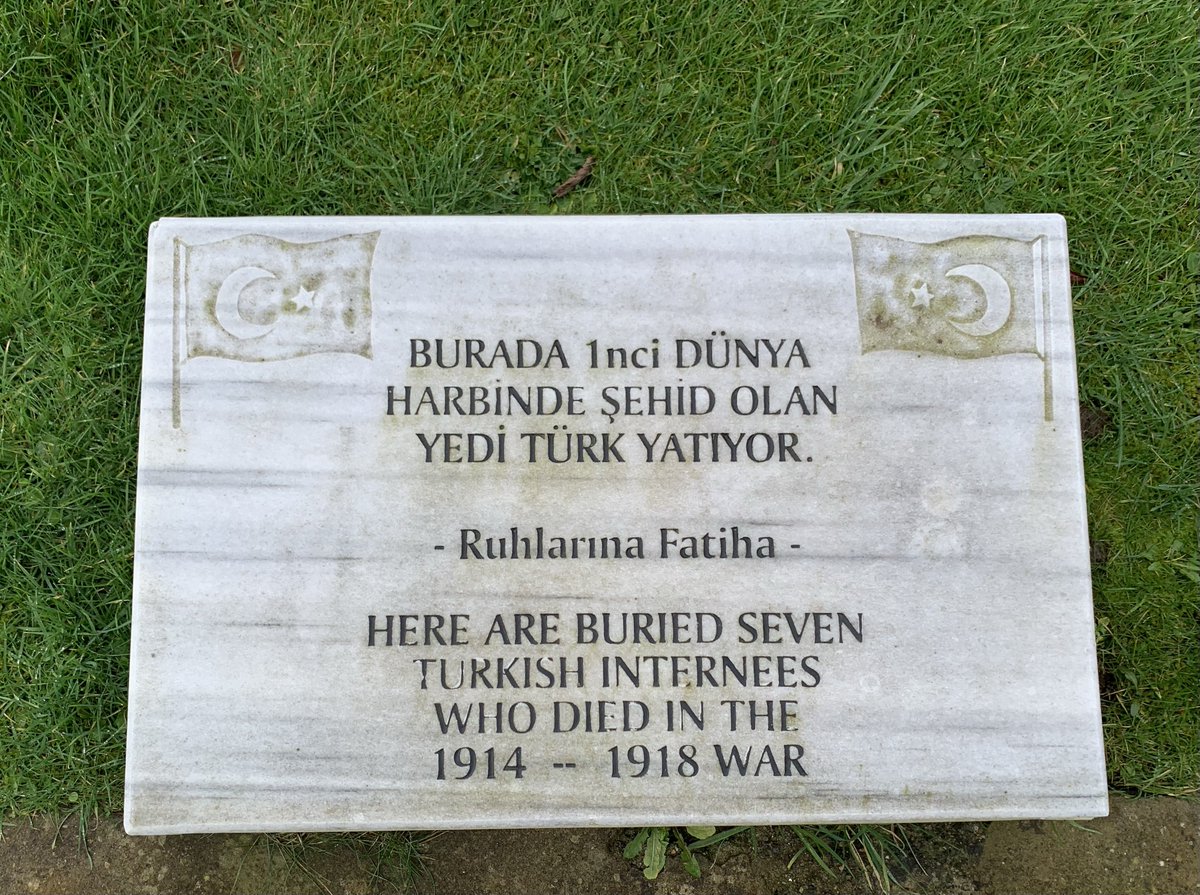 BURADA 1nci DÜNYA
HARBİNDE ŞEHİD OLAN
YEDİ TÜRK YATIYOR.
- Ruhlarına Fatiha -
HERE ARE BURIED SEVEN
TURKISH INTERNEES
WHO DIED IN THE
1914 -- 1918 WAR